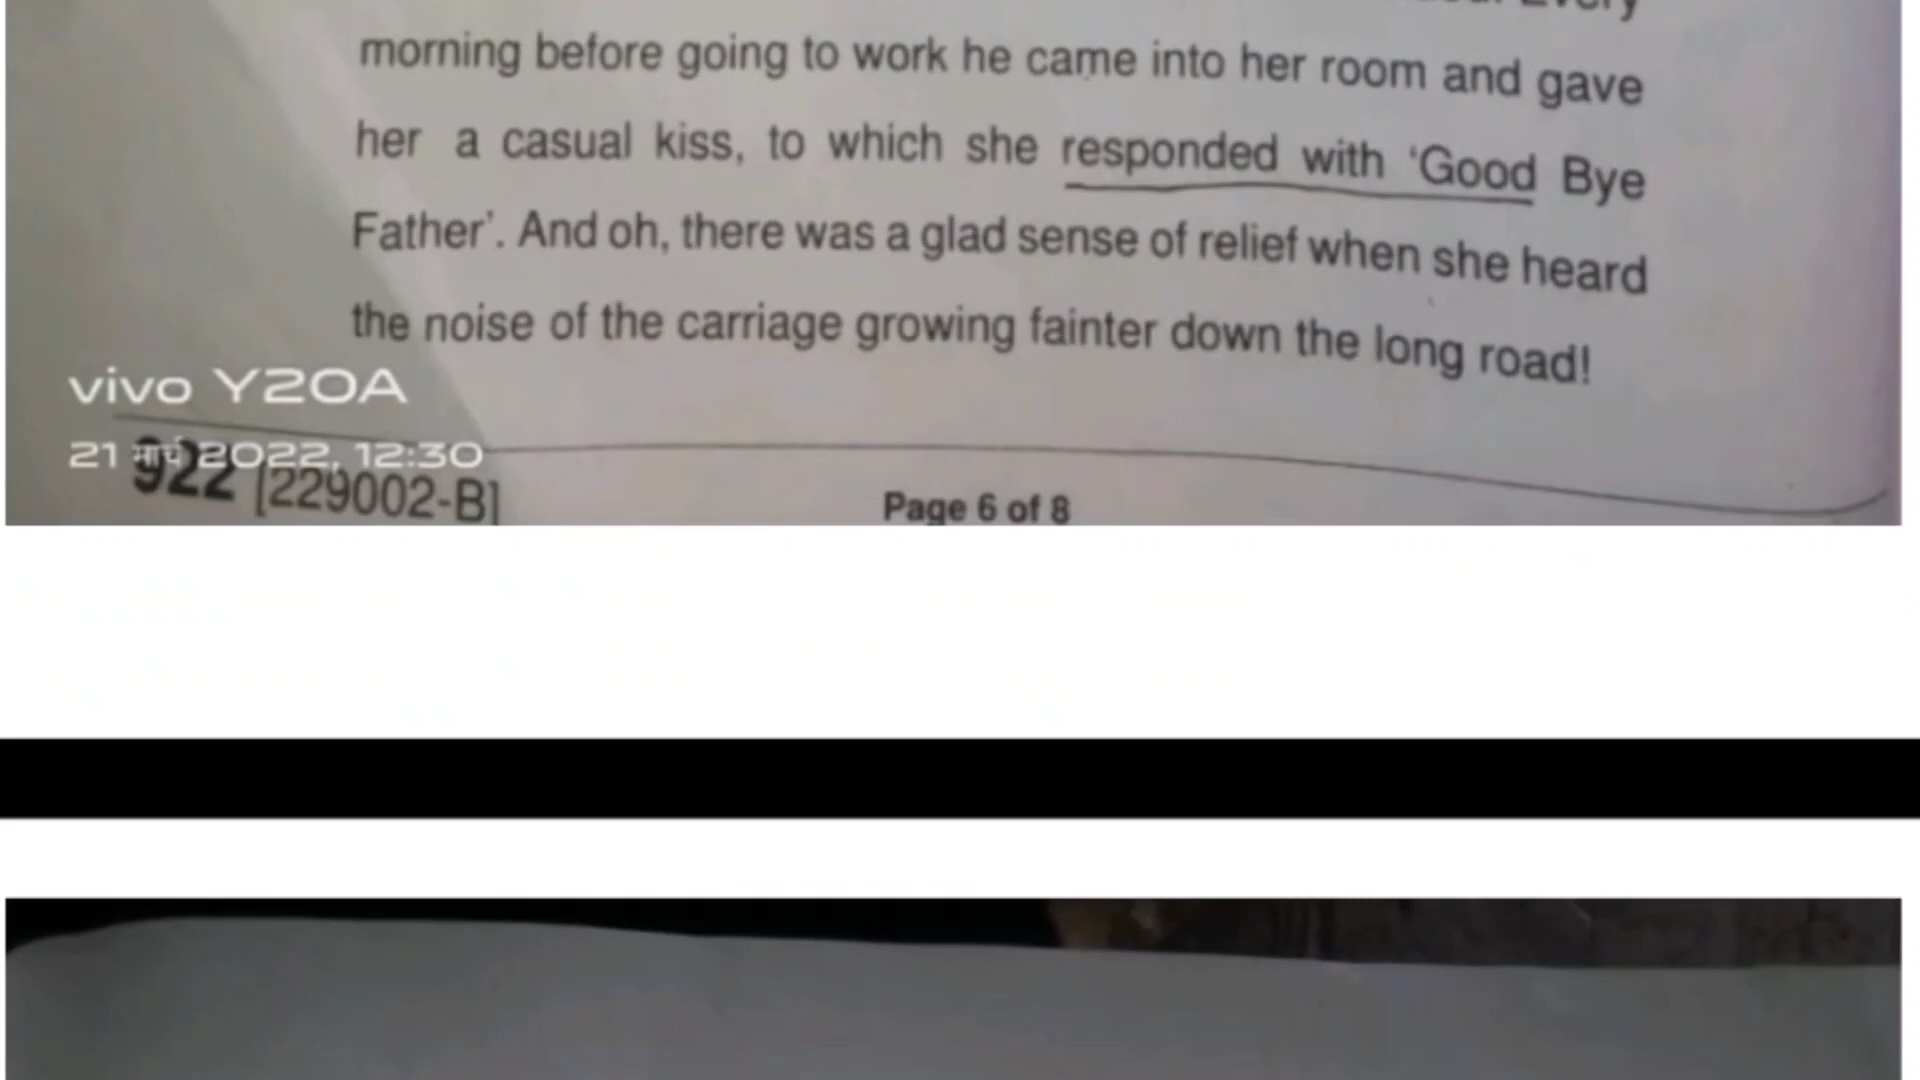 Every
morning before going to work he came into her room and gave
her a casual kiss, to which she responded with ‘Good Bye
Father’. And oh, there was a glad sense of relief when she heard
the noise of the carriage growing fainter down the long road!
vivo Y20A
21 मार्च 2022, 12:30
922 [229002-B]
Page 6 of 8